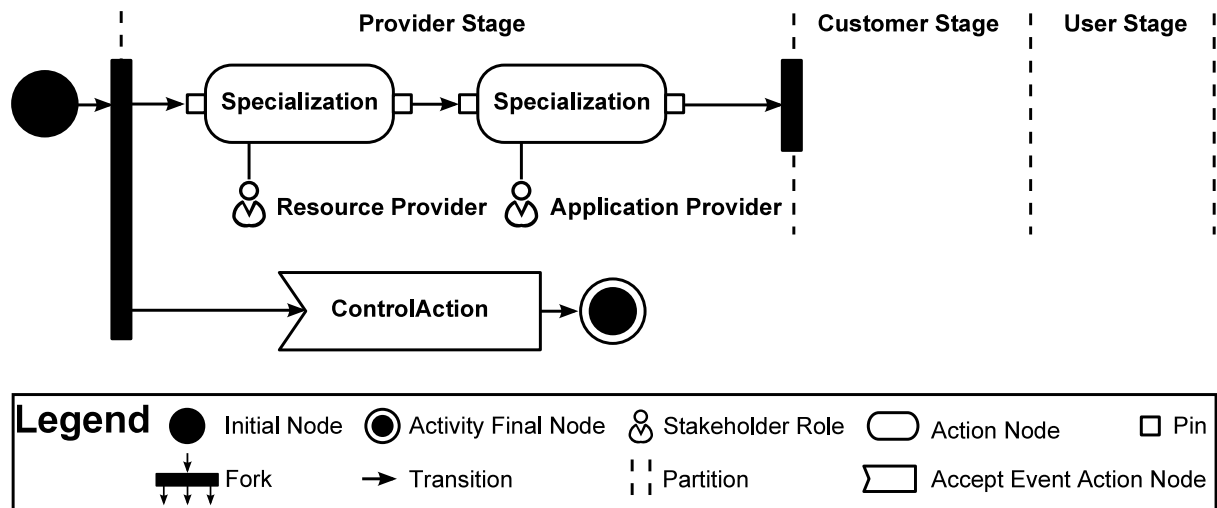 Provider Stage
Customer Stage
User Stage
Specialization
Specialization
Resource Provider
Application Provider
ControlAction
Legend
Initial Node
Activity Final Node
Stakeholder Role
Action Node
Pin
Fork
Transition
Partition
Accept Event Action Node